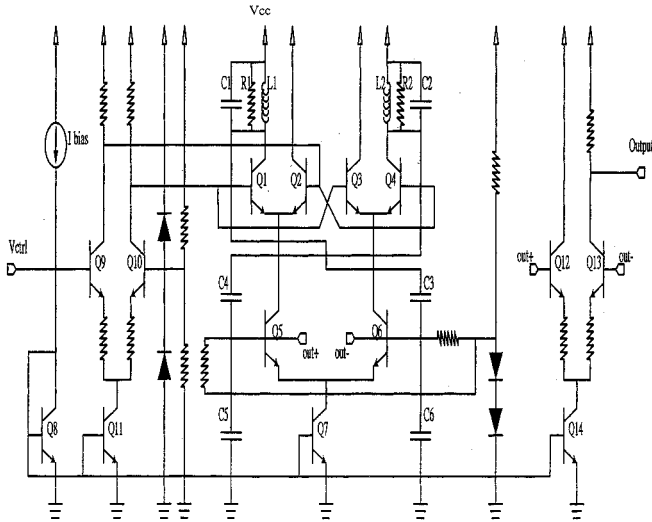 Vcc
C1
R1
L1
L2
R2
C2
I bias
Output
Q1
Q2
Q3
Q4
Vctrl
Q9
Q10
out+
Q12
Q13
out-
C4
C3
Q5
out+
out-
Q6
Q8
Q11
C5
Q7
C6
Q14